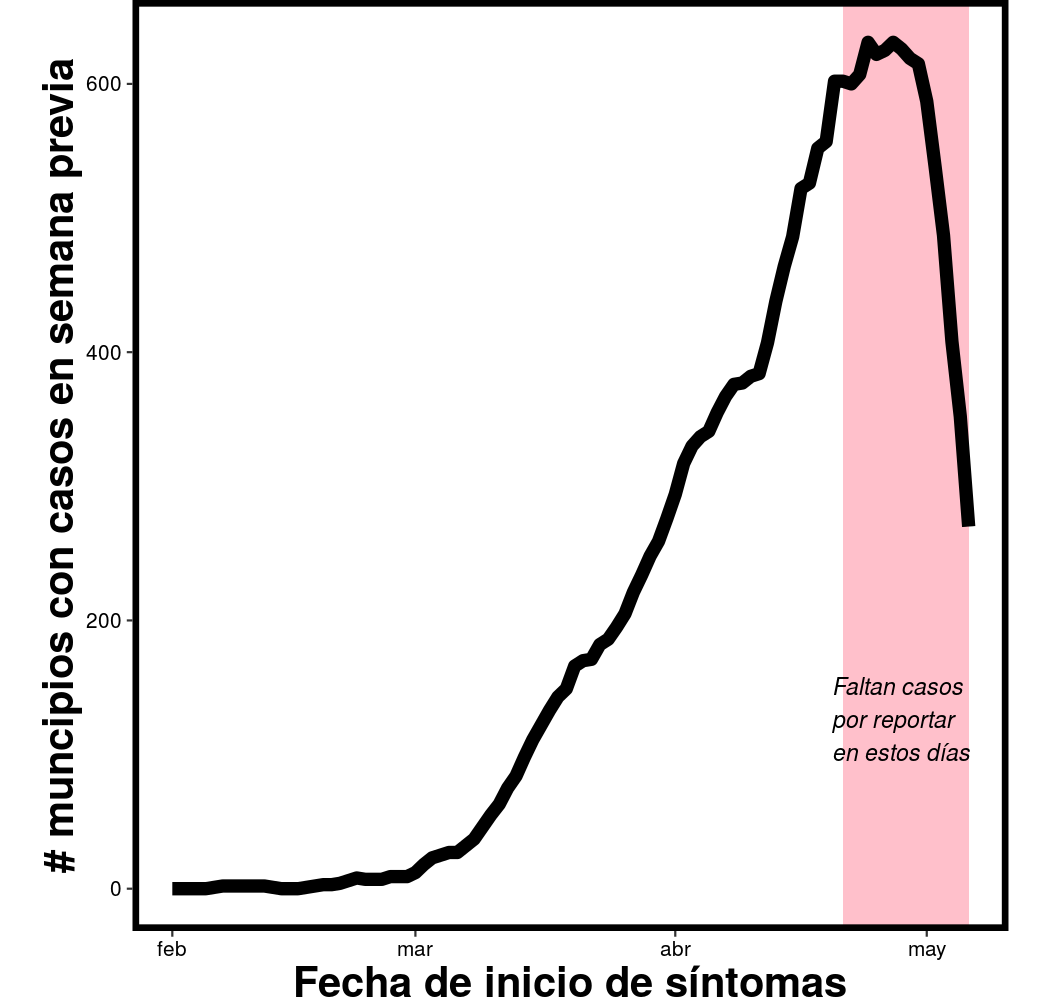 # muncipios con casos en semana previa
600
400
200
0
Faltan casos
por reportar
en estos días
feb mar abr may
Fecha de inicio de síntomas